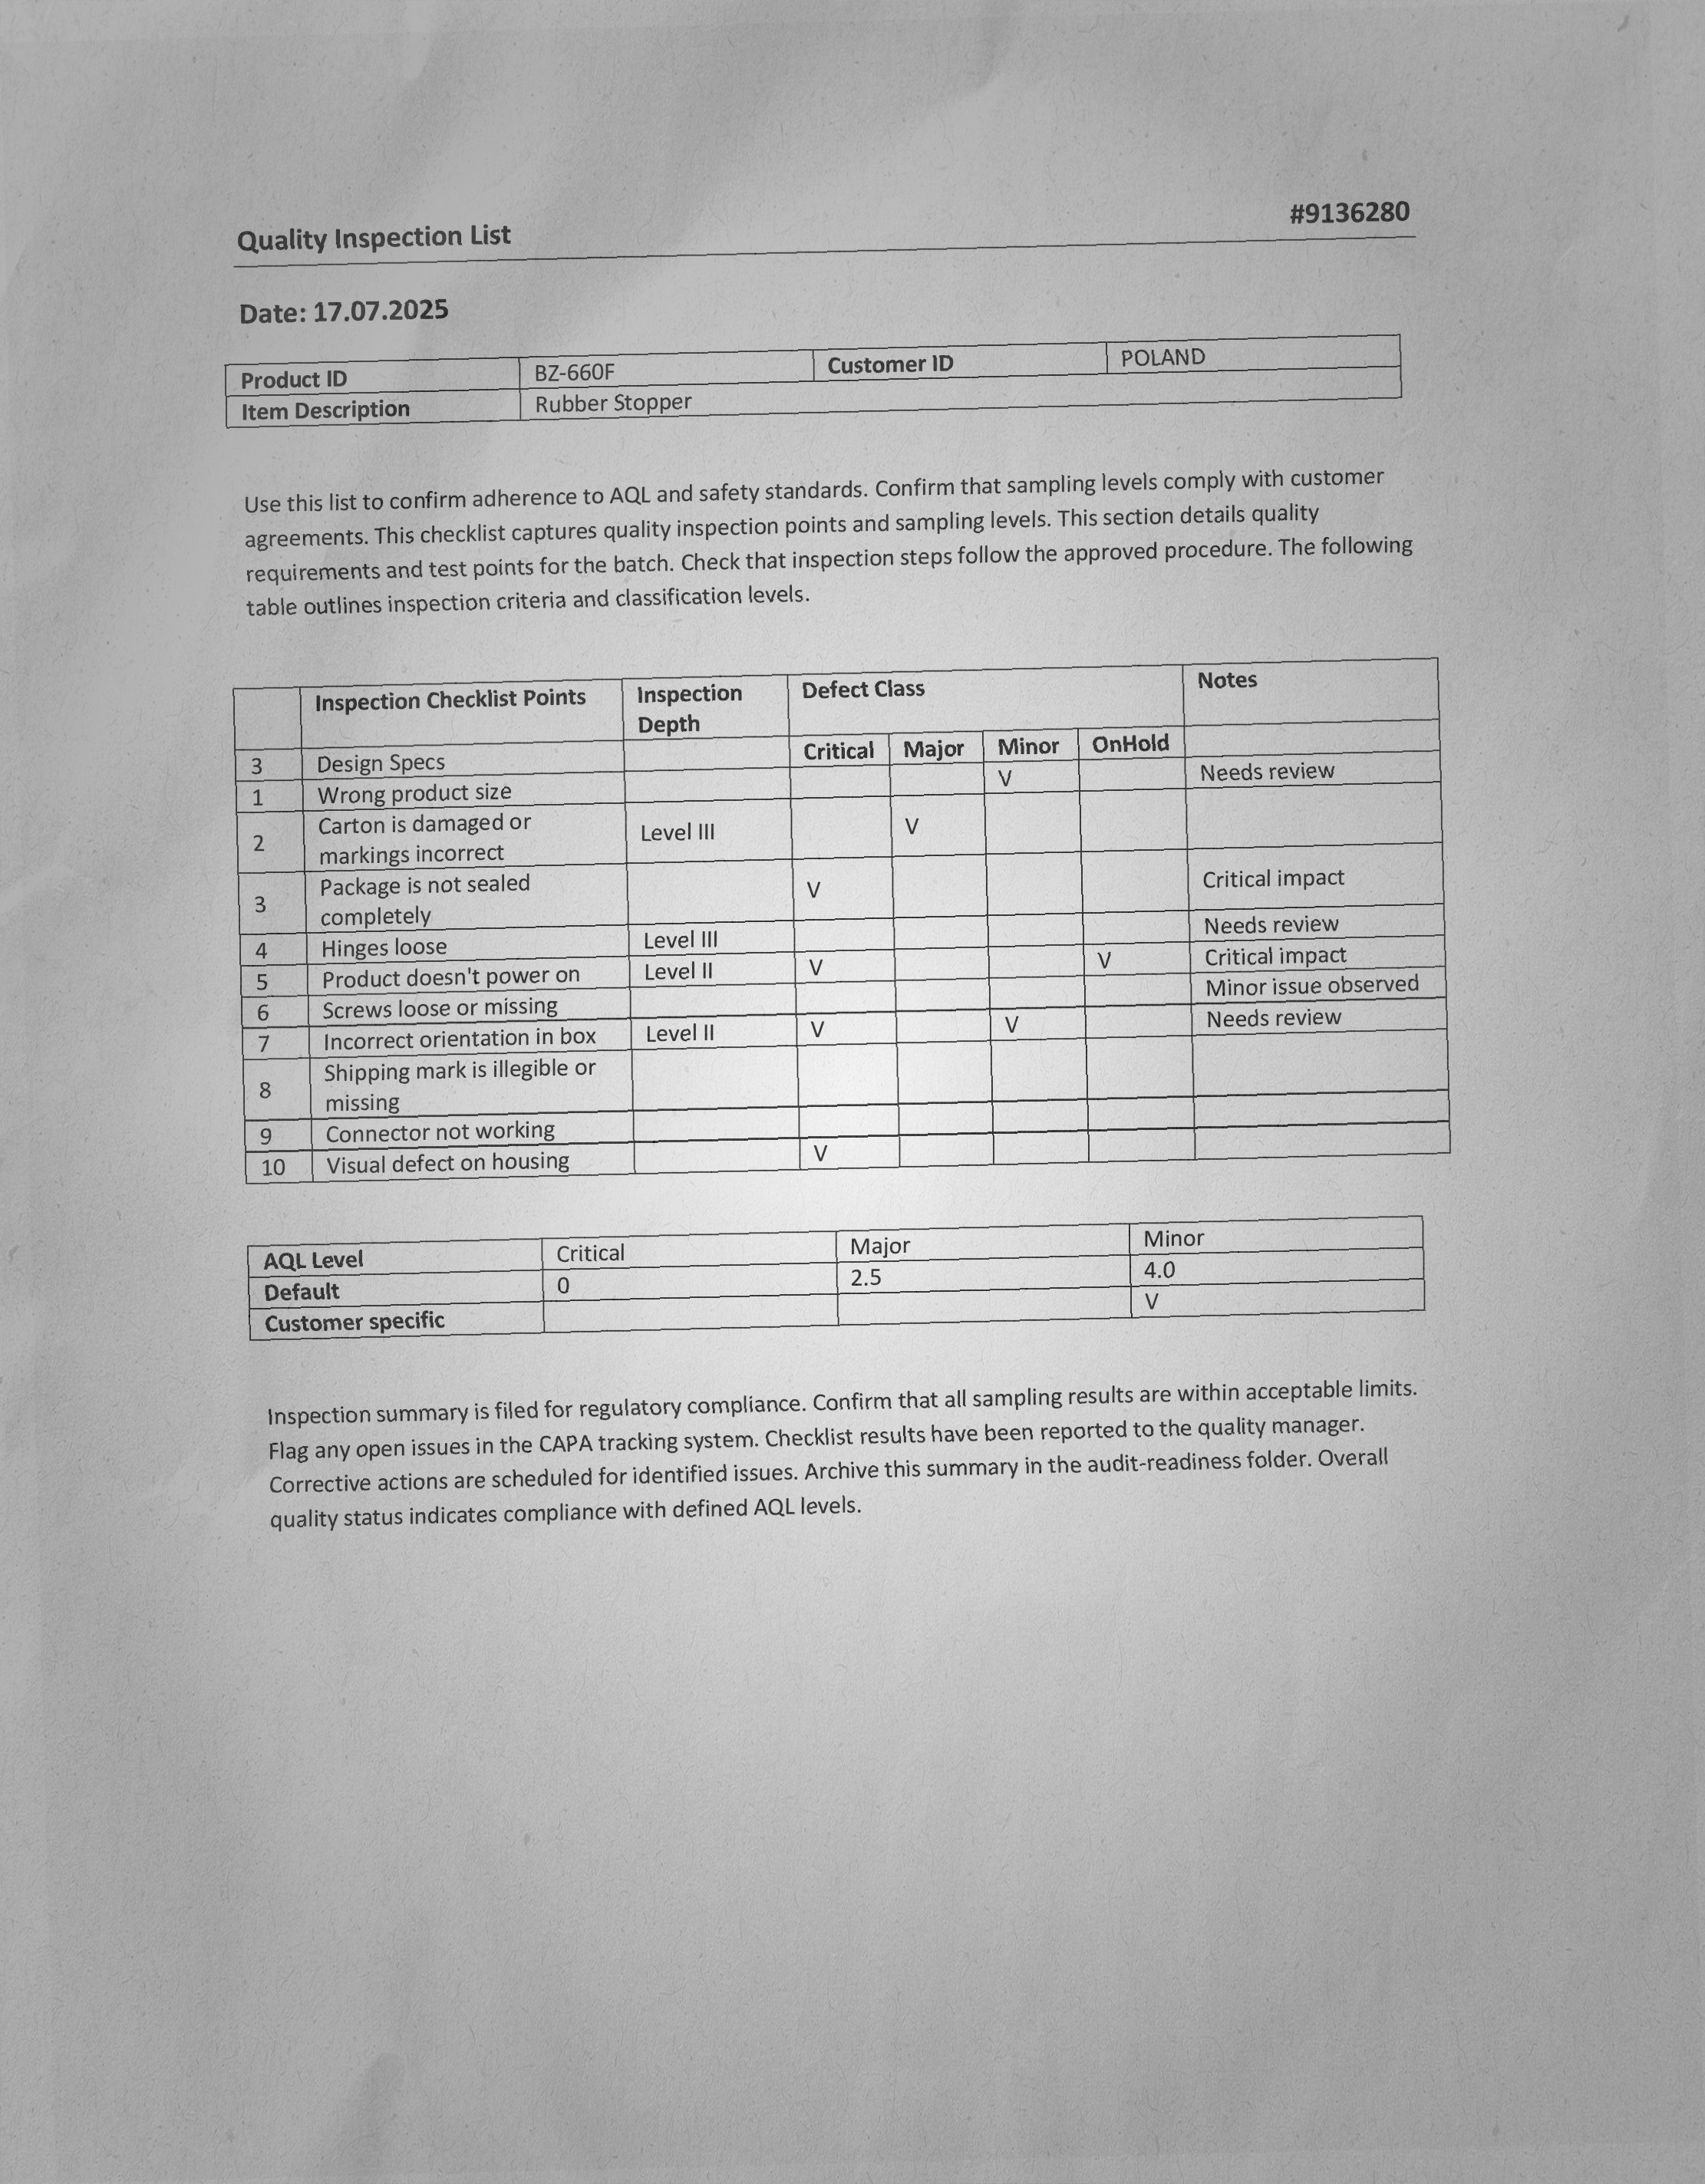 #9136280
Quality Inspection List
Date: 17.07.2025
Product ID BZ-660F Customer ID POLAND
Item Description Rubber Stopper
Use this list to confirm adherence to AQL and safety standards. Confirm that sampling levels comply with customer
agreements. This checklist captures quality inspection points and sampling levels. This section details quality
requirements and test points for the batch. Check that inspection steps follow the approved procedure. The following
table outlines inspection criteria and classification levels.
Inspection Checklist Points Inspection Defect Class Notes
Depth
3 Design Specs Critical Major Minor OnHold
1 Wrong product size V Needs review
Carton is damaged or
2 Level III V
markings incorrect
Package is not sealed
3 V Critical impact
completely
4 Hinges loose Level III Needs review
5 Product doesn't power on Level II V V Critical impact
6 Screws loose or missing Minor issue observed
7 Incorrect orientation in box Level II V V Needs review
Shipping mark is illegible or
8
missing
9 Connector not working
10 Visual defect on housing V
AQL Level Critical Major Minor
Default 0 2.5 4.0
Customer specific V
Inspection summary is filed for regulatory compliance. Confirm that all sampling results are within acceptable limits.
Flag any open issues in the CAPA tracking system. Checklist results have been reported to the quality manager.
Corrective actions are scheduled for identified issues. Archive this summary in the audit-readiness folder. Overall
quality status indicates compliance with defined AQL levels.